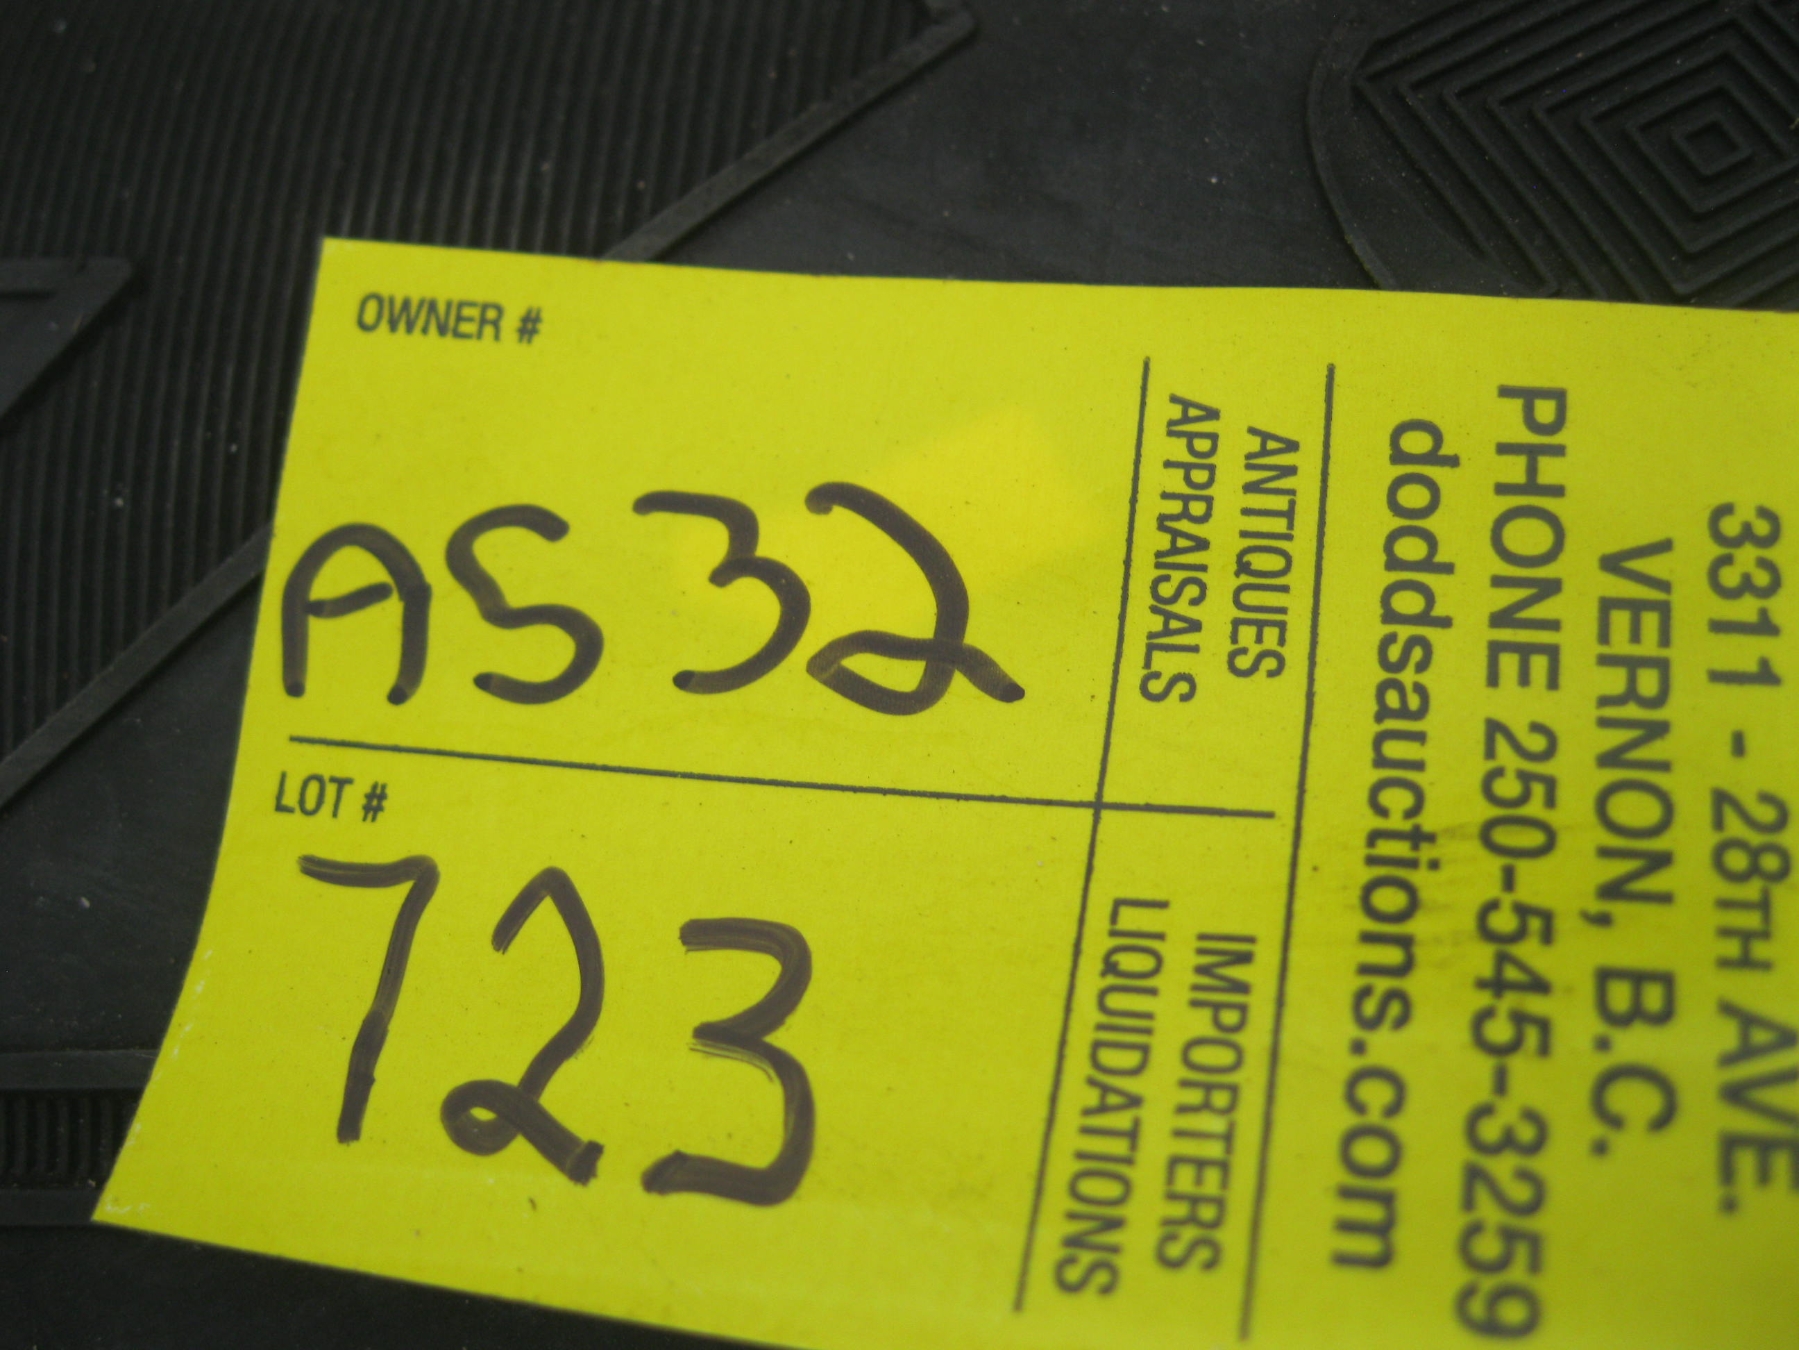 OWNER #
AS32
LOT #
723
ANTIQUES
APPRAISALS
IMPORTERS
LIQUIDATIONS
3311 - 28TH AVE.
VERNON, B.C.
PHONE 250-545-3259
doddsauctions.com